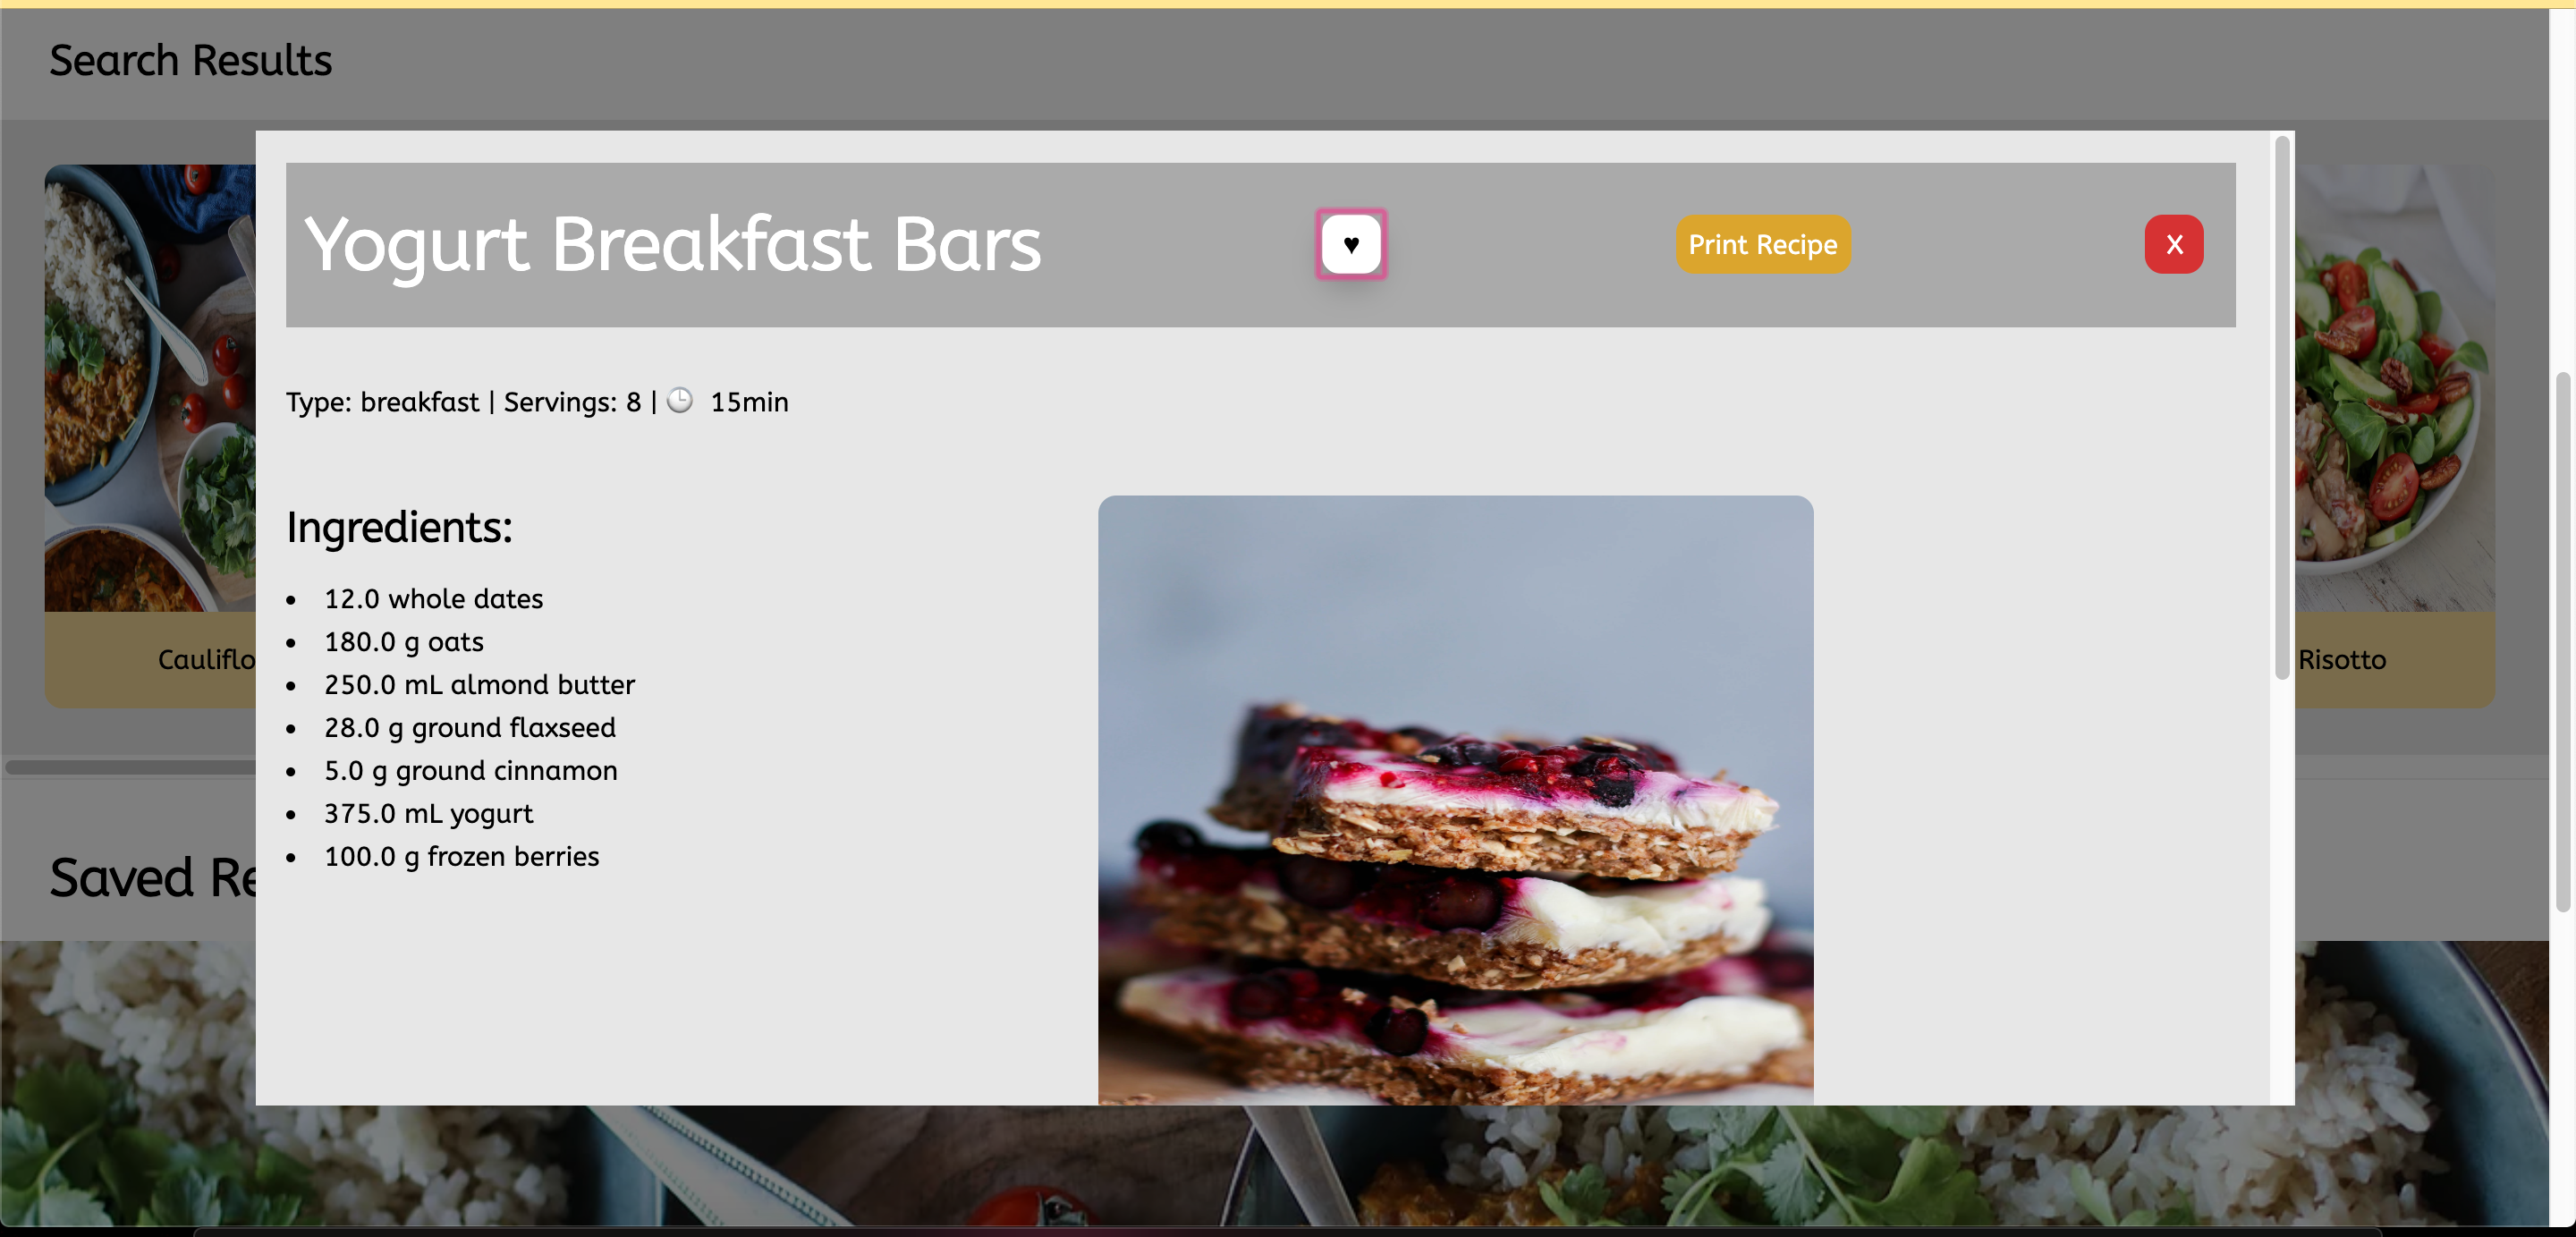 Search Results
Yogurt Breakfast Bars ♥ Print Recipe X
Type: breakfast | Servings: 8 | 🕒 15min
Ingredients:
• 12.0 whole dates
• 180.0 g oats
• 250.0 mL almond butter
• 28.0 g ground flaxseed
• 5.0 g ground cinnamon
• 375.0 mL yogurt
• 100.0 g frozen berries
Cauliflo
Risotto
Saved Re